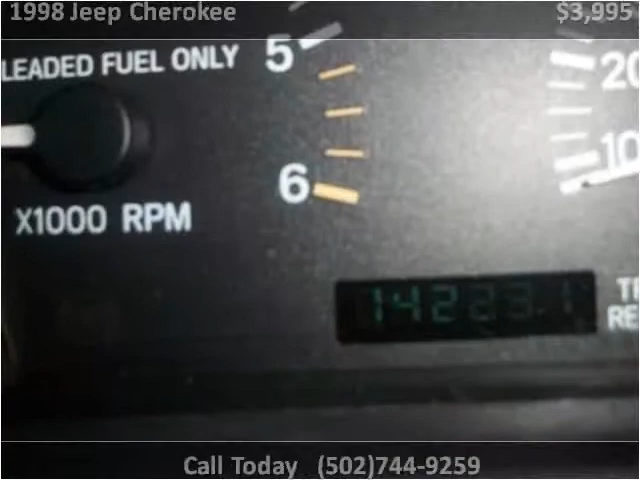 1998 Jeep Cherokee $3,995
LEADED FUEL ONLY 5
20
10
6
X1000 RPM
142231
RE
Call Today (502)744-9259